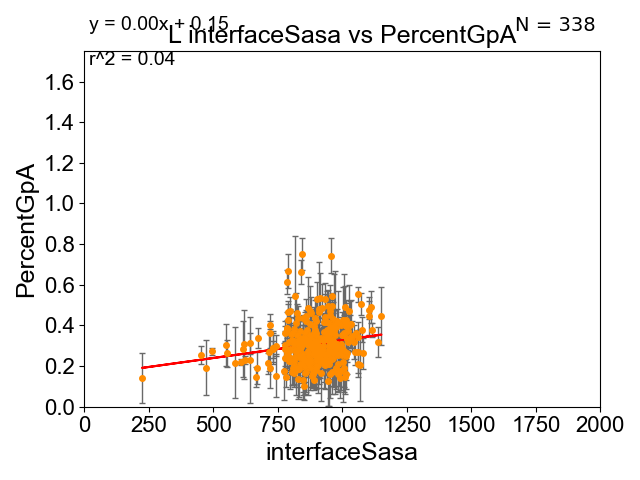 y = 0.00x + 0.15
L interfaceSasa vs PercentGpA
N = 338
r^2 = 0.04
PercentGpA
1.6
1.4
1.2
1.0
0.8
0.6
0.4
0.2
0.0
0 250 500 750 1000 1250 1500 1750 2000
interfaceSasa